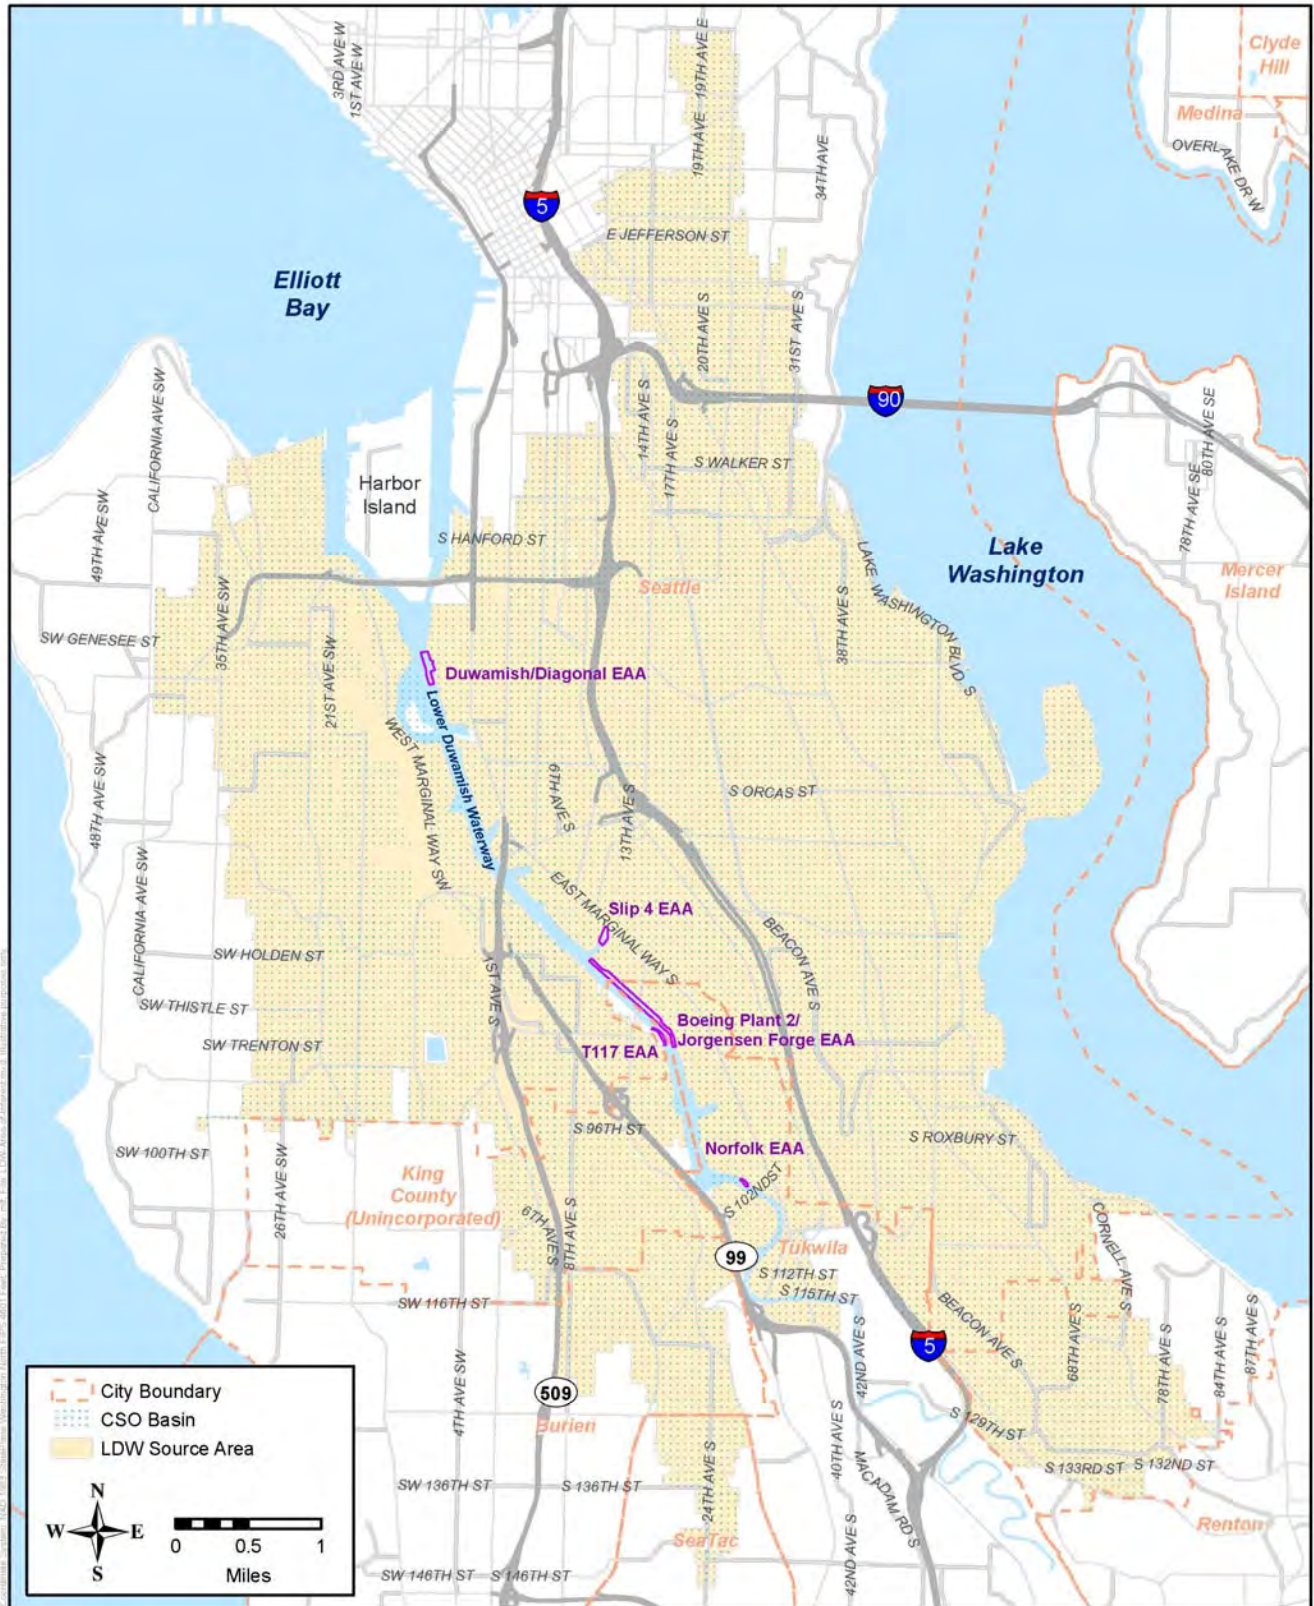 3RD AVE W
1ST AVE W
19TH AVE E
19TH AVE
34TH AVE
Clyde
Hill
Medina
OVERLAKE DR W
5
E JEFFERSON ST
Elliott
Bay
20TH AVE S
31ST AVE S
14TH AVE S
17TH AVE S
90
80TH AVE SE
78TH AVE SE
CALIFORNIA AVE SW
S WALKER ST
Harbor
Island
49TH AVE SW
S HANFORD ST
Lake
Washington
Seattle
Mercer
Island
35TH AVE SW
SW GENESEE ST
21ST AVE SW
38TH AVE S
LAKE WASHINGTON BLVD S
Duwamish/Diagonal EAA
Lower Duwamish Waterway
WEST MARGINAL WAY SW
48TH AVE SW
6TH AVE S
13TH AVE S
S ORCAS ST
CALIFORNIA AVE SW
EAST MARGINAL WAY S
Slip 4 EAA
BEACON AVE S
SW HOLDEN ST
1ST AVE S
SW THISTLE ST
Boeing Plant 2/
Jorgensen Forge EAA
SW TRENTON ST
T117 EAA
S 96TH ST
S ROXBURY ST
SW 100TH ST
26TH AVE SW
Norfolk EAA
King
County
(Unincorporated)
S 102ND ST
6TH AVE S
8TH AVE S
CORNELL AVE S
99
Tukwila
S 112TH ST
S 115TH ST
SW 116TH ST
BEACON AVE S
5
42ND AVE S
68TH AVE S
78TH AVE S
84TH AVE S
87TH AVE S
4TH AVE SW
509
Burien
S 129TH ST
40TH AVE S
MACADAM RD S
24TH AVE S
S 133RD ST
S 132ND ST
SW 136TH ST
S 136TH ST
SeaTac
Renton
42ND AVE S
SW 146TH ST
S 146TH ST
City Boundary
CSO Basin
LDW Source Area
N
W
E
S
0
0.5
1
Miles